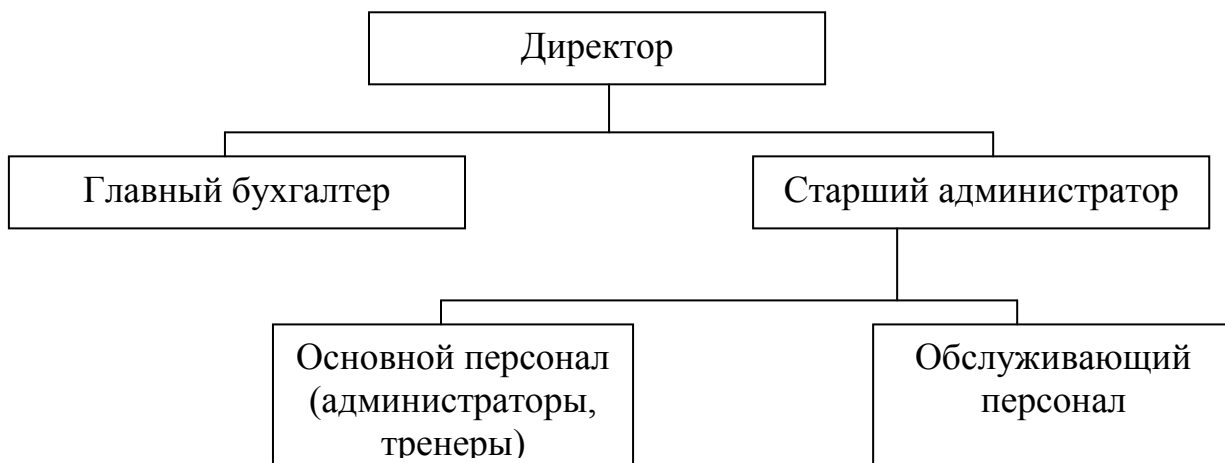 Директор
Главный бухгалтер
Старший администратор
Основной персонал
(администраторы,
тренеры)
Обслуживающий
персонал